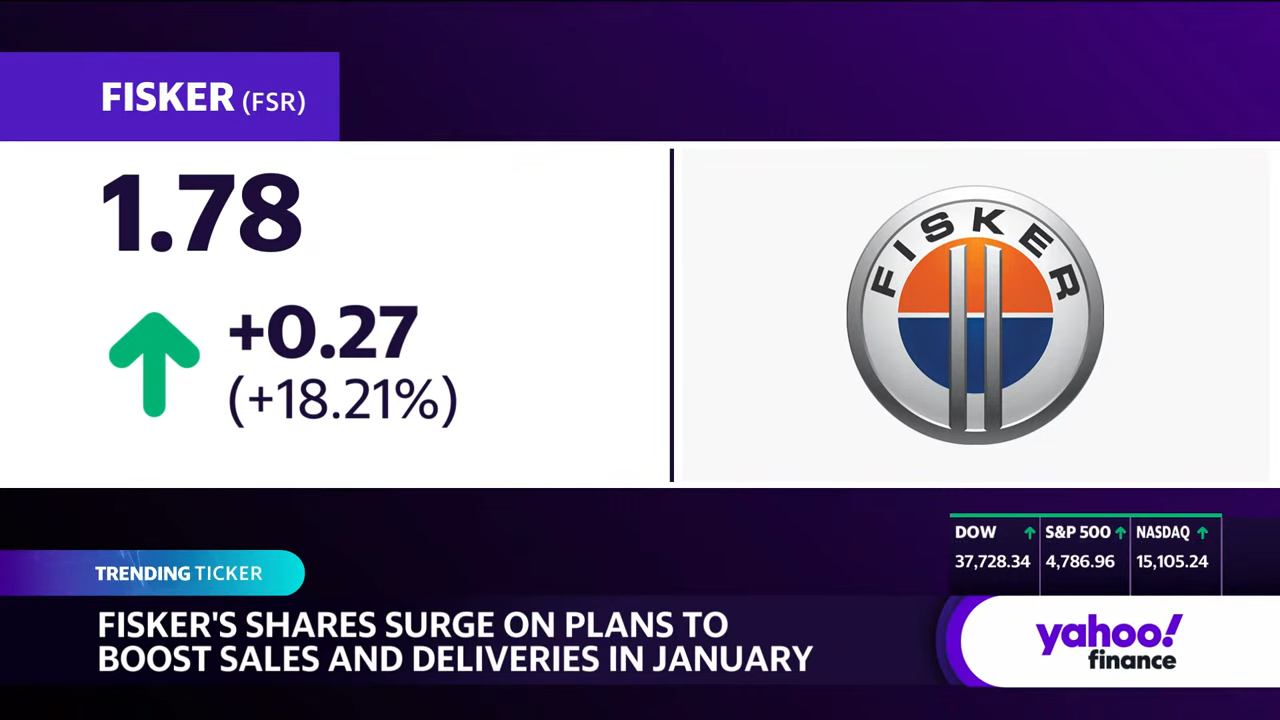 FISKER (FSR)
1.78
+0.27
(+18.21%)
FISKER
TRENDING TICKER
FISKER'S SHARES SURGE ON PLANS TO
BOOST SALES AND DELIVERIES IN JANUARY
DOW S&P 500 NASDAQ
37,728.34 4,786.96 15,105.24
yahoo!
finance